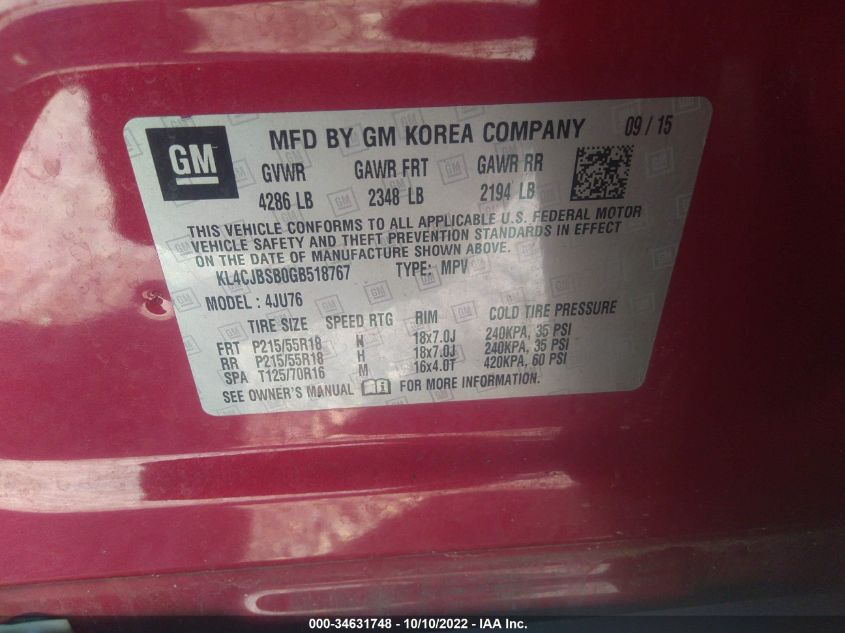 GM
MFD BY GM KOREA COMPANY 09 / 15
GVWR GAWR FRT GAWR RR
4286 LB 2348 LB 2194 LB
THIS VEHICLE CONFORMS TO ALL APPLICABLE U.S. FEDERAL MOTOR
VEHICLE SAFETY AND THEFT PREVENTION STANDARDS IN EFFECT
ON THE DATE OF MANUFACTURE SHOWN ABOVE.
KL4CJBSB0GB518767 TYPE: MPV
MODEL : 4JU76
TIRE SIZE SPEED RTG RIM COLD TIRE PRESSURE
FRT P215/55R18 H 18x7.0J 240KPA, 35 PSI
RR P215/55R18 H 18x7.0J 240KPA, 35 PSI
SPA T125/70R16 M 16x4.0T 420KPA, 60 PSI
SEE OWNER'S MANUAL FOR MORE INFORMATION.
000-34631748 - 10/10/2022 - IAA Inc.